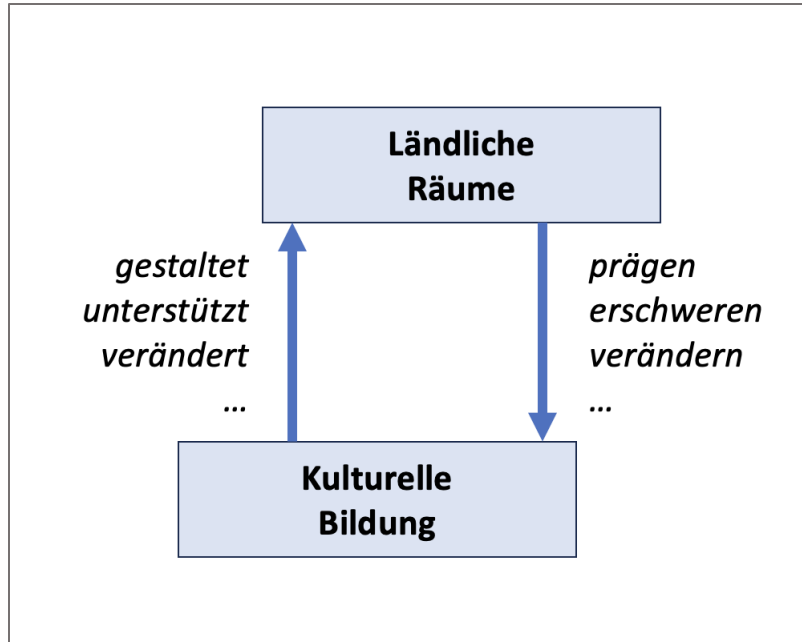 Ländliche
Räume
gestaltet
unterstützt
verändert
...
prägen
erschweren
verändern
...
Kulturelle
Bildung